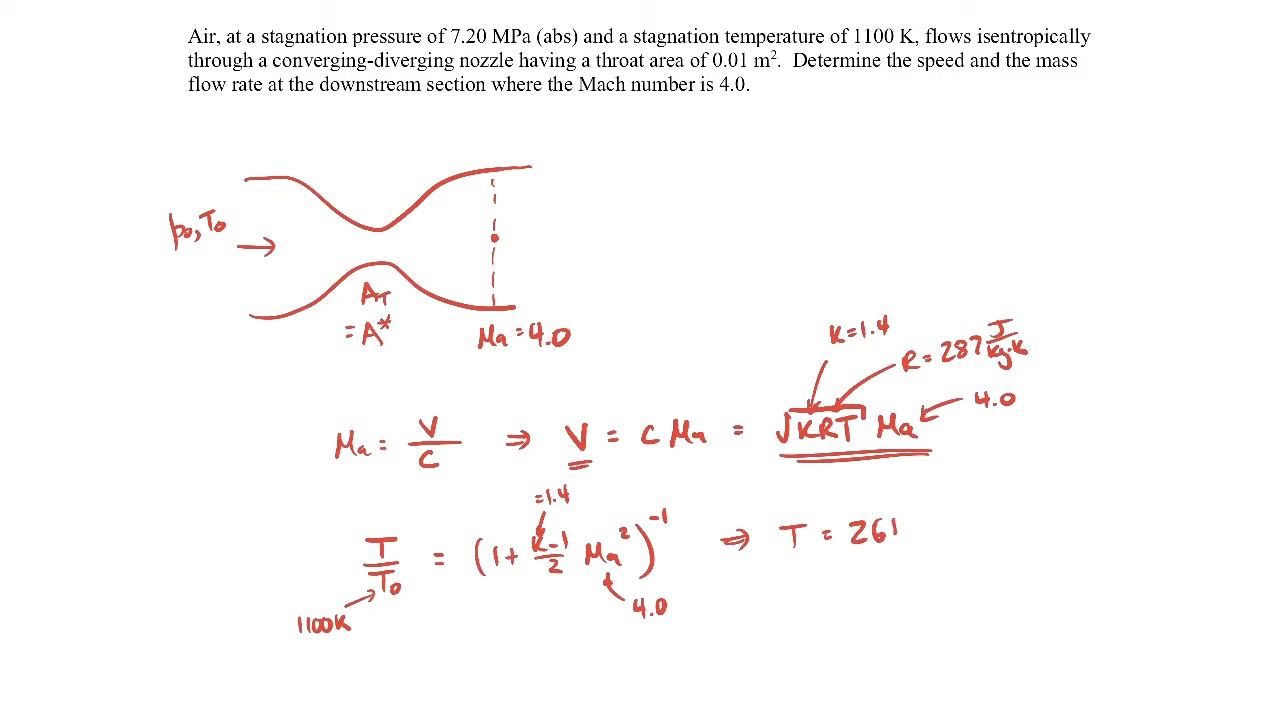 Air, at a stagnation pressure of 7.20 MPa (abs) and a stagnation temperature of 1100 K, flows isentropically
through a converging-diverging nozzle having a throat area of 0.01 m². Determine the speed and the mass
flow rate at the downstream section where the Mach number is 4.0.
p₀, T₀
A_T
= A*
Ma = 4.0
k = 1.4
R = 287 J/kg·K
4.0
Ma = V/c ⇒ V = c Ma = √kRT Ma
= 1.4
T/T₀ = (1 + k-1/2 Ma²)⁻¹ ⇒ T = 261
1100K
4.0